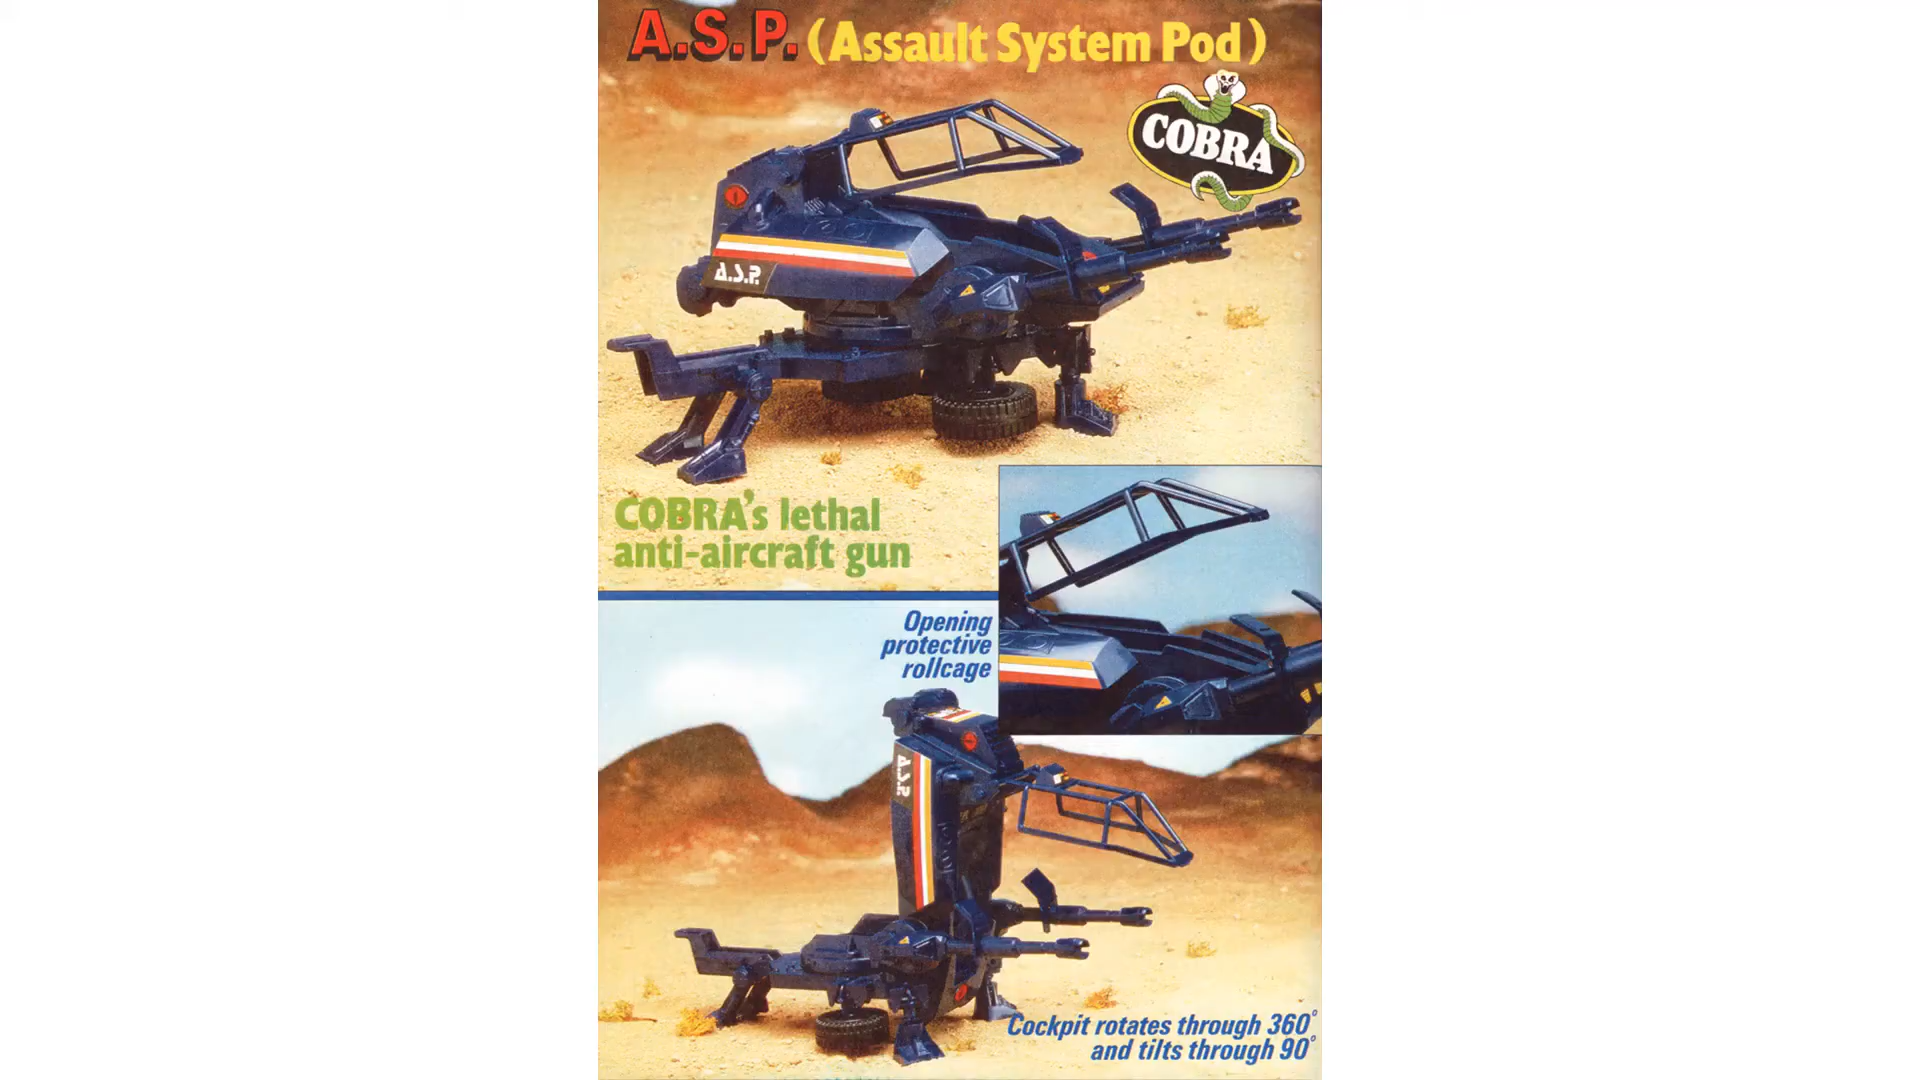 A.S.P. (Assault System Pod)
COBRA
A.S.P.
3
COBRA's lethal
anti-aircraft gun
Opening
protective
rollcage
A.S.P.
Cockpit rotates through 360°
and tilts through 90°